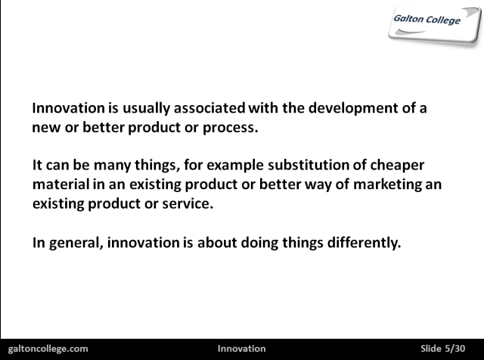 Galton College
Innovation is usually associated with the development of a
new or better product or process.
It can be many things, for example substitution of cheaper
material in an existing product or better way of marketing an
existing product or service.
In general, innovation is about doing things differently.
galtoncollege.com
Innovation
Slide 5/30